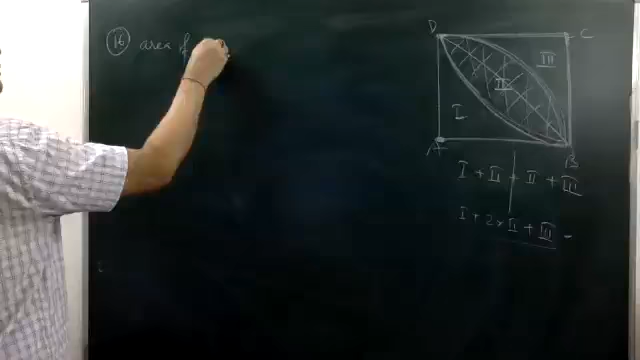 16 area of
D C
III
II
I
A B
I + II + II + III
I + 2 × II + III -